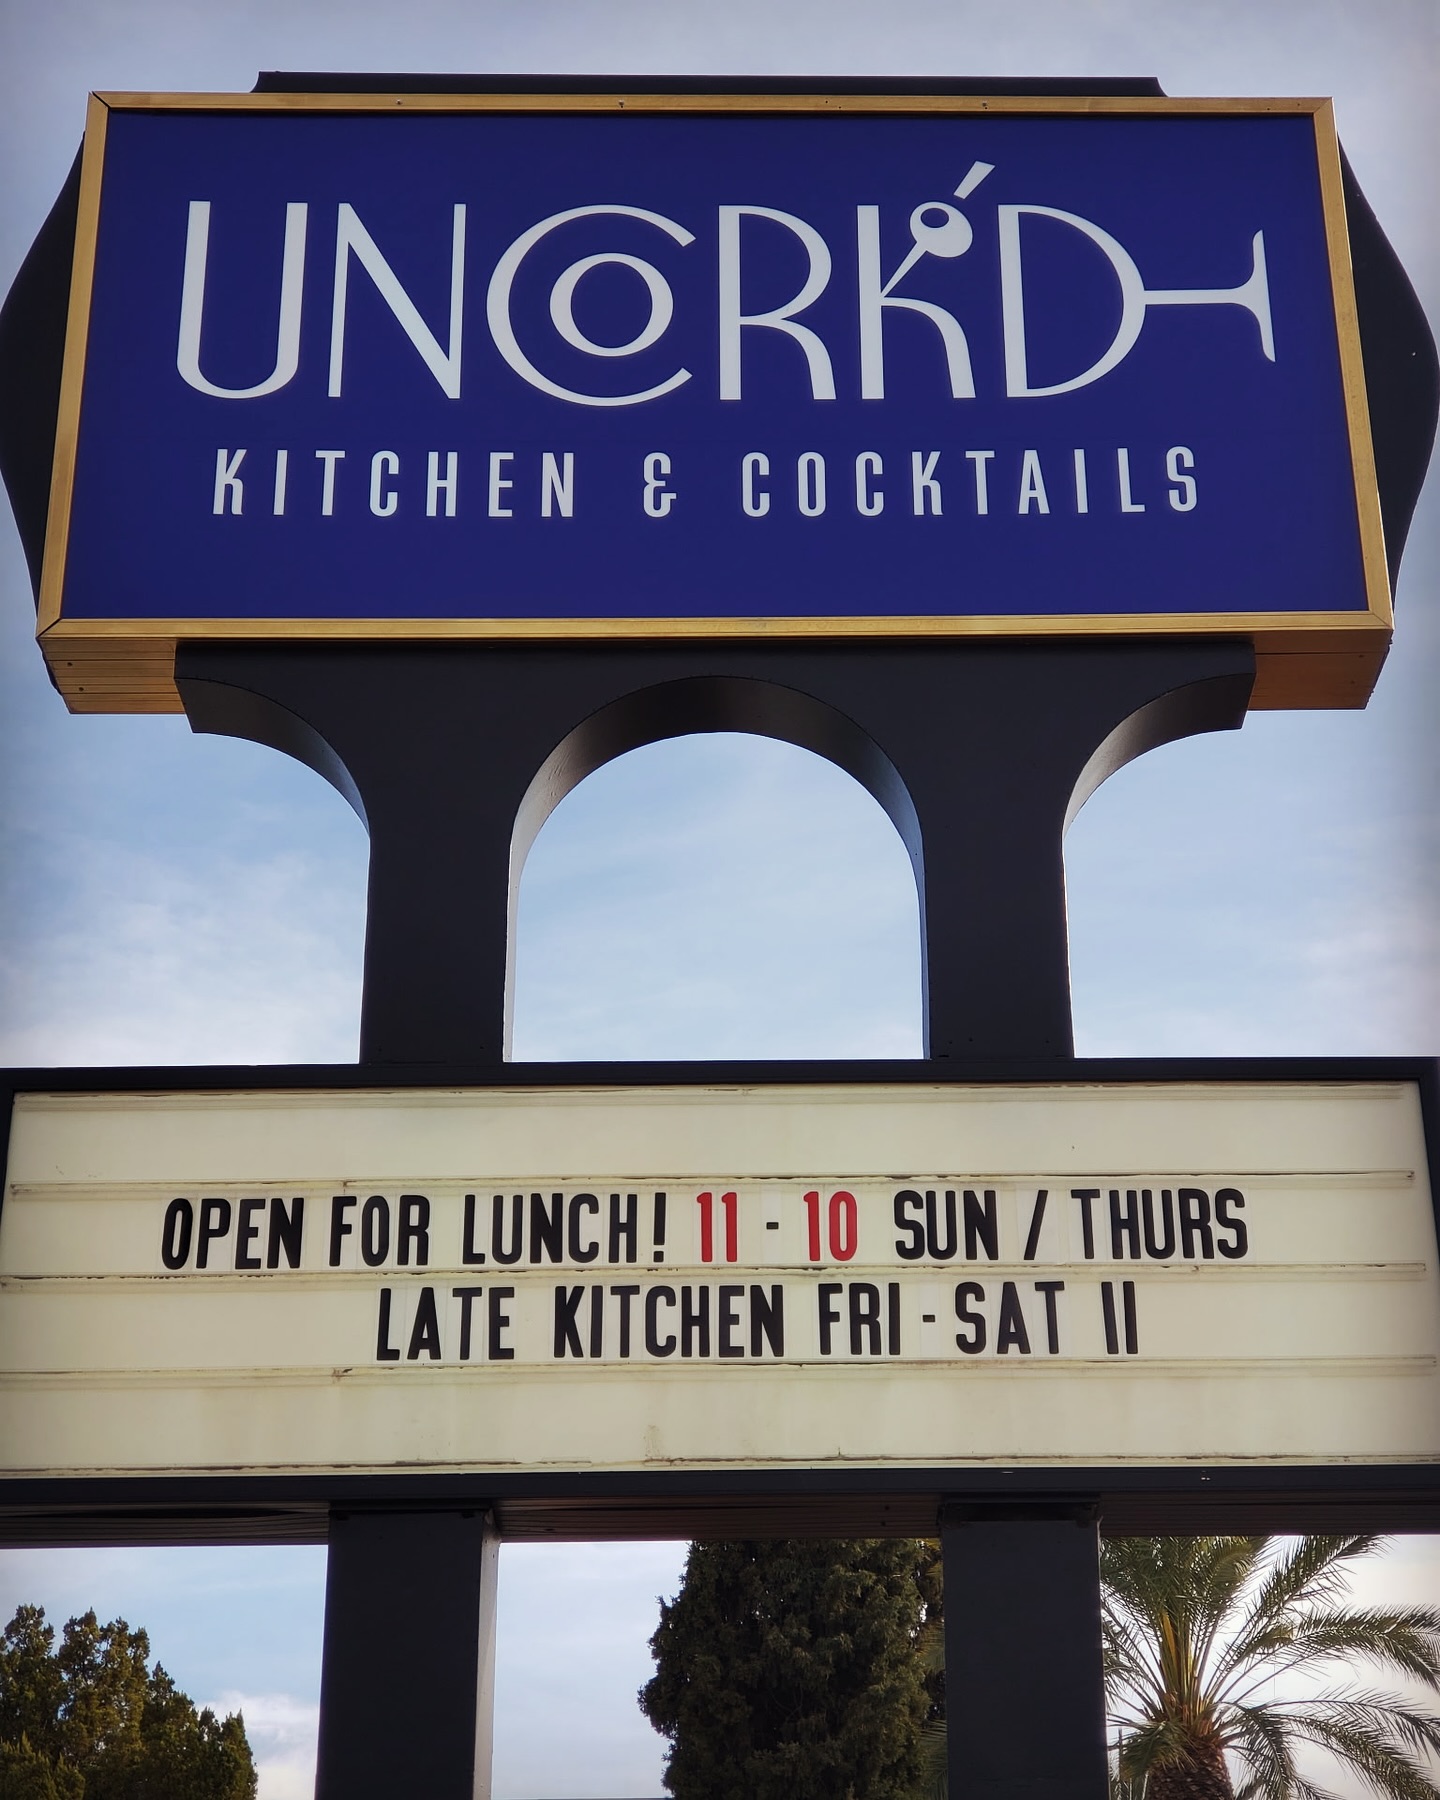 UNCORK'D
KITCHEN & COCKTAILS
OPEN FOR LUNCH! 11 - 10 SUN / THURS
LATE KITCHEN FRI - SAT 11